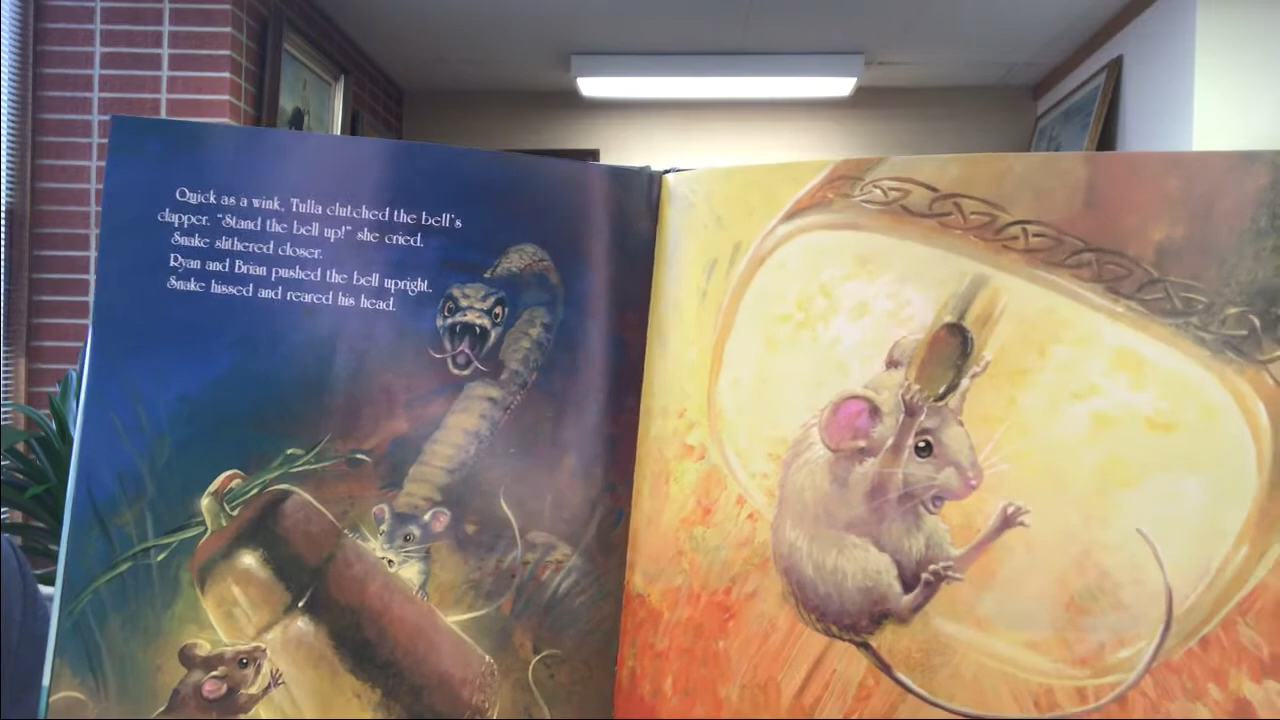 Quick as a wink, Tulla clutched the bell's
clapper. "Stand the bell up!" she cried.
Snake slithered closer.
Ryan and Brian pushed the bell upright.
Snake hissed and reared his head.